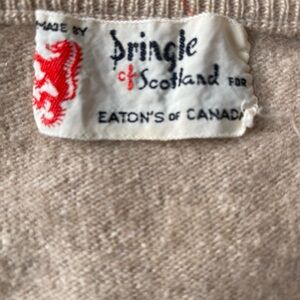 MADE BY
Pringle
of Scotland FOR
EATON'S OF CANADA